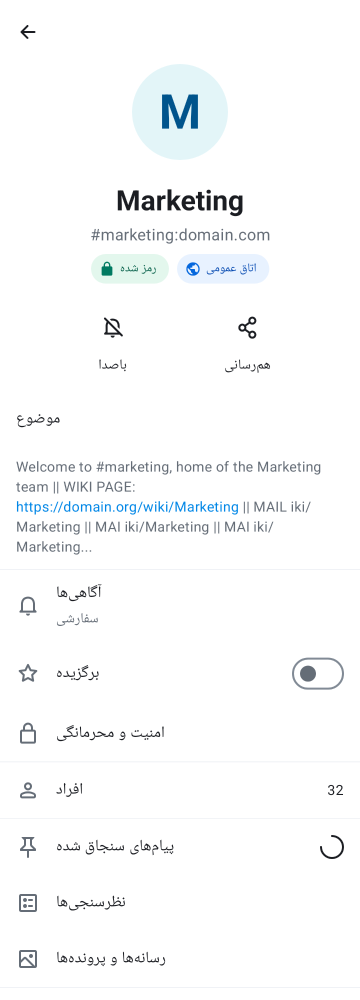 M
Marketing
#marketing:domain.com
رمز شده
اتاق عمومی
باصدا
هم‌رسانی
موضوع
Welcome to #marketing, home of the Marketing
team || WIKI PAGE:
https://domain.org/wiki/Marketing || MAIL iki/
Marketing || MAI iki/Marketing || MAI iki/
Marketing...
آگاهی‌ها
سفارشی
برگزیده
امنیت و محرمانگی
افراد
32
پیام‌های سنجاق شده
نظرسنجی‌ها
رسانه‌ها و پرونده‌ها